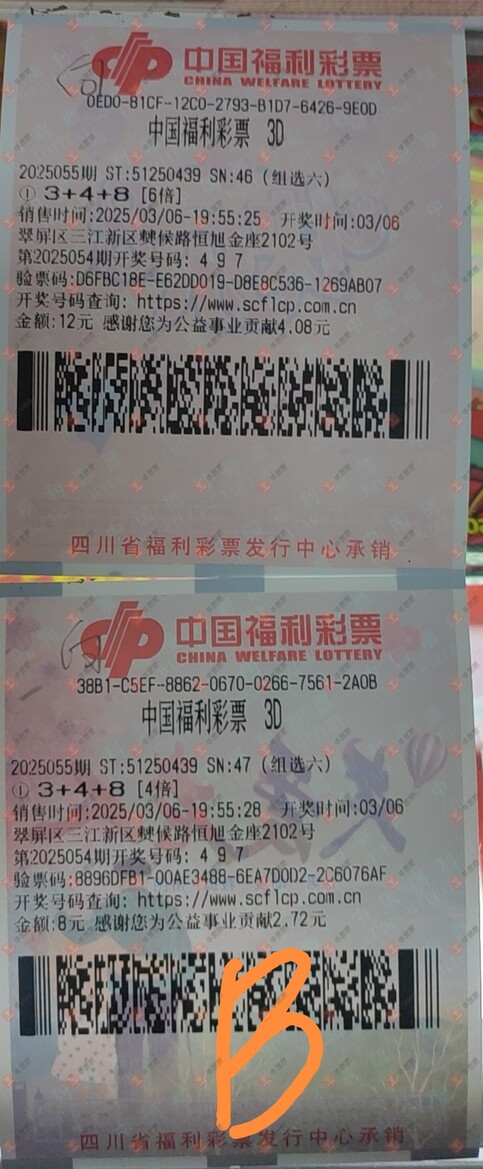 中国福利彩票
CHINA WELFARE LOTTERY
0ED0-81CF-12C0-2793-B1D7-6426-9E0D
中国福利彩票 3D
2025055期 ST:51250439 SN:46 (组选六)
① 3+4+8 [6倍]
销售时间:2025/03/06-19:55:25 开奖时间:03/06
翠屏区三江新区僰候路恒旭金座2102号
第2025054期开奖号码: 4 9 7
验票码:D6FBC18E-E62DD019-D8E8C536-1269AB07
开奖号码查询: https://www.scflcp.com.cn
金额:12元 感谢您为公益事业贡献4.08元
四川省福利彩票发行中心承销
中国福利彩票
CHINA WELFARE LOTTERY
38B1-C5EF-8862-0670-0266-7561-2A0B
中国福利彩票 3D
2025055期 ST:51250439 SN:47 (组选六)
① 3+4+8 [4倍]
销售时间:2025/03/06-19:55:28 开奖时间:03/06
翠屏区三江新区僰候路恒旭金座2102号
第2025054期开奖号码: 4 9 7
验票码:8896DFB1-00AE3488-6EA7D0D2-2C6076AF
开奖号码查询: https://www.scflcp.com.cn
金额:8元 感谢您为公益事业贡献2.72元
B
四川省福利彩票发行中心承销